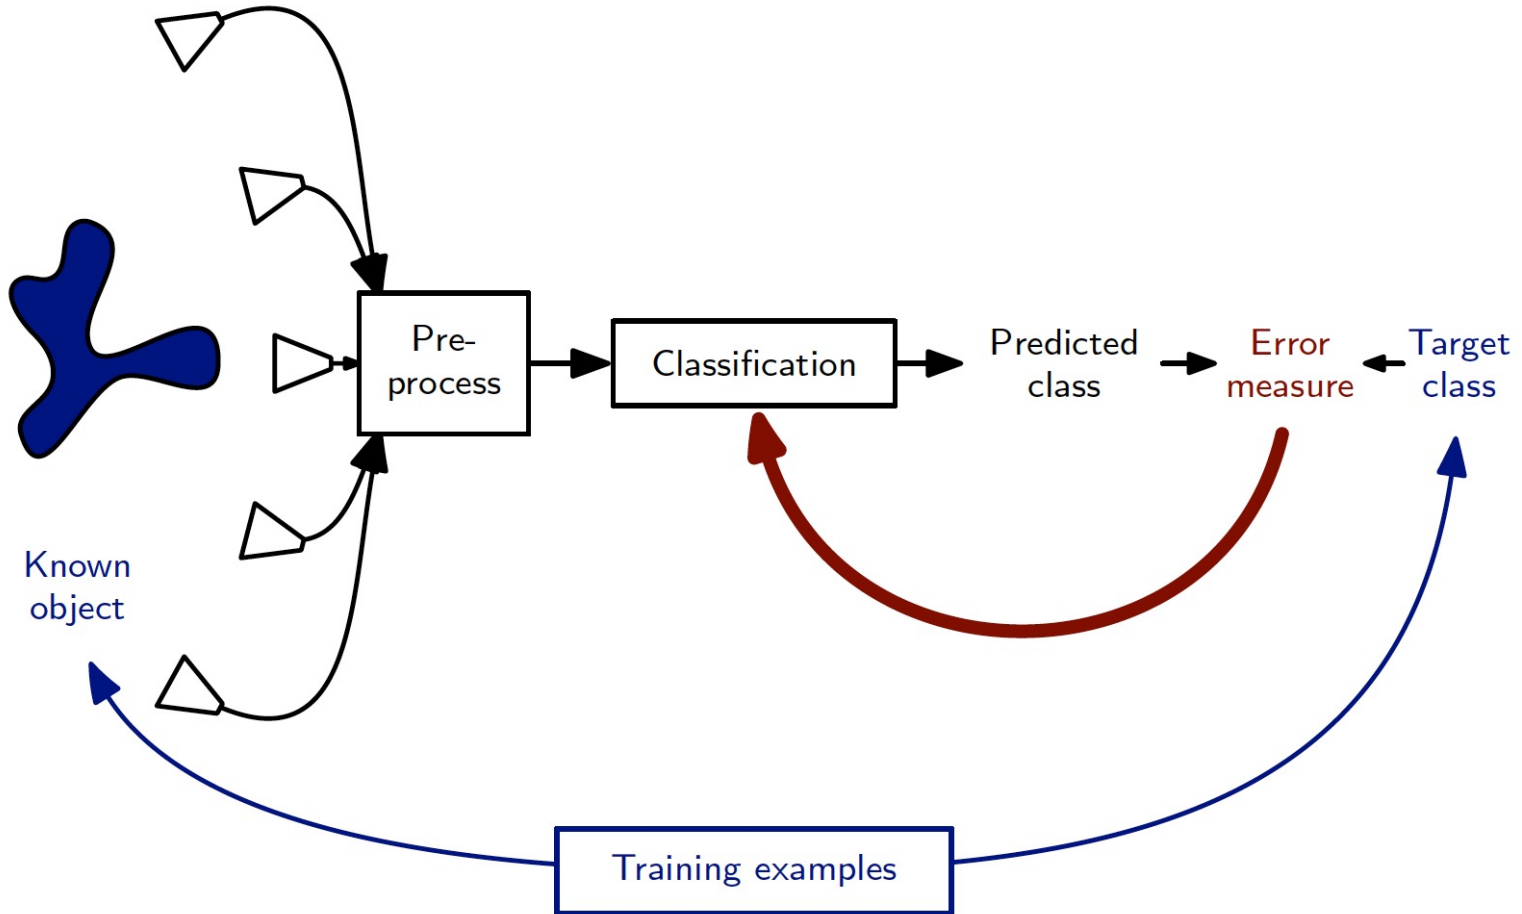 Pre-
process
Classification
Predicted
class
Error
measure
Target
class
Known
object
Training examples